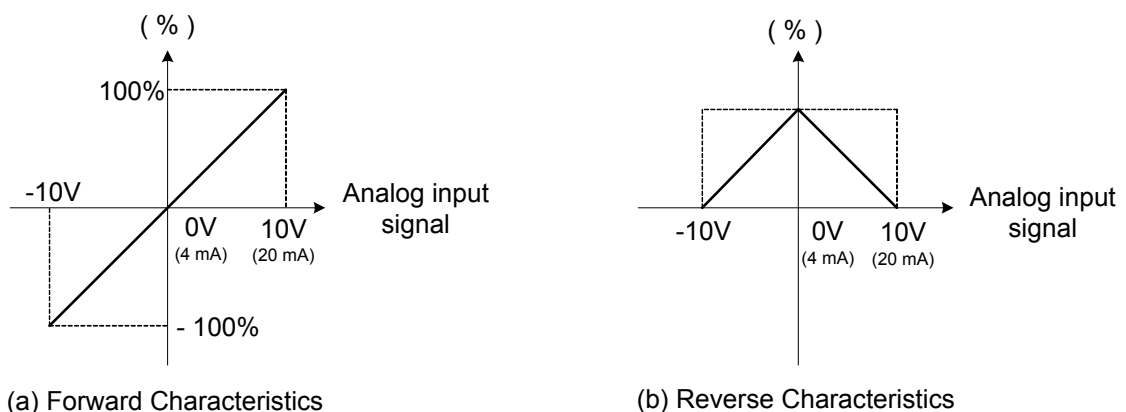 ( % )
100%
-10V
0V
(4 mA)
10V
(20 mA)
Analog input
signal
- 100%
(a) Forward Characteristics
( % )
-10V
0V
(4 mA)
10V
(20 mA)
Analog input
signal
(b) Reverse Characteristics